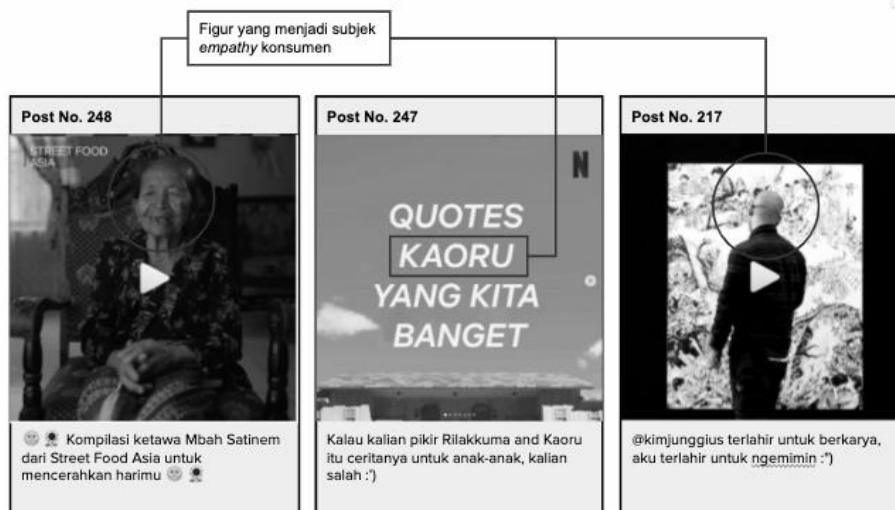 Figur yang menjadi subjek
empathy konsumen
Post No. 248
STREET FOOD
ASIA
😊 🌻 Kompilasi ketawa Mbah Satinem
dari Street Food Asia untuk
mencerahkan harimu 😊 🌻
Post No. 247
N
QUOTES
KAORU
YANG KITA
BANGET
Kalau kalian pikir Rilakkuma and Kaoru
itu ceritanya untuk anak-anak, kalian
salah :')
Post No. 217
@kimjunggius terlahir untuk berkarya,
aku terlahir untuk ngemimin :")